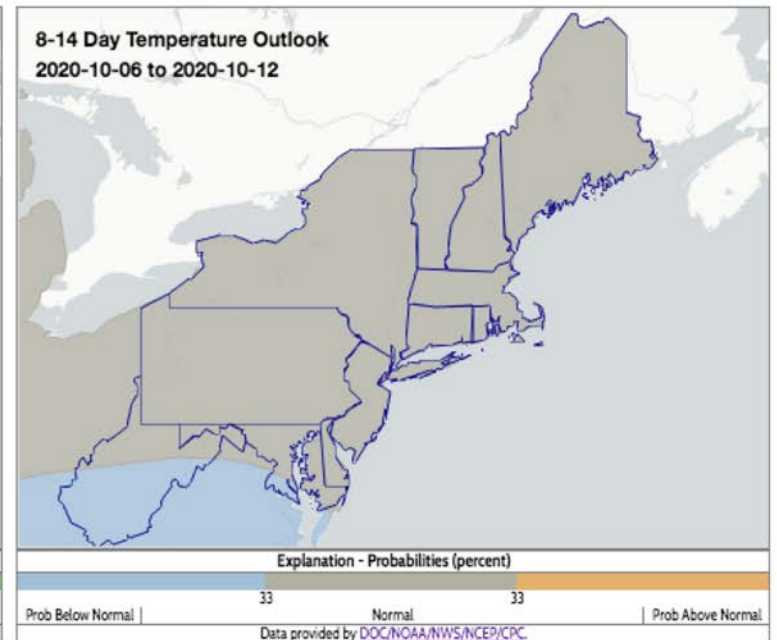 8-14 Day Temperature Outlook
2020-10-06 to 2020-10-12
Explanation - Probabilities (percent)
33 33
Prob Below Normal Normal Prob Above Normal
Data provided by DOC/NOAA/NWS/NCEP/CPC.